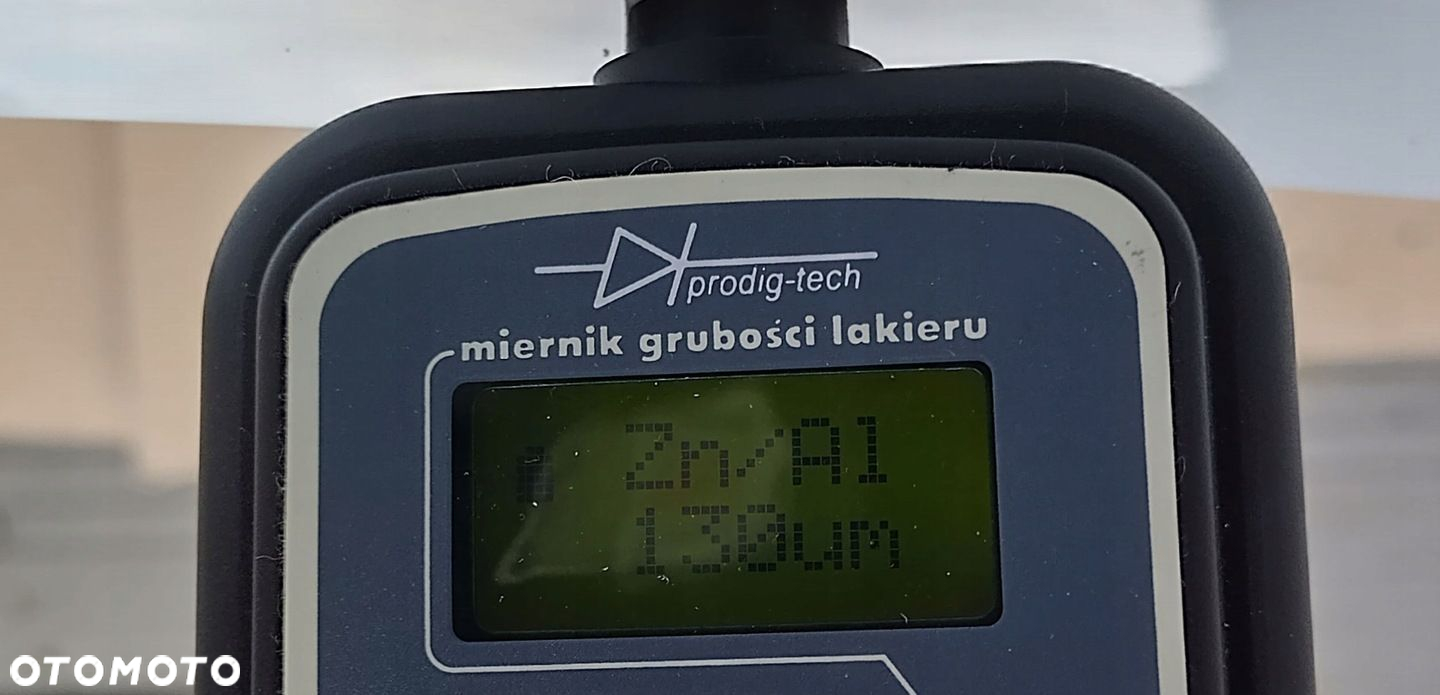 prodig-tech
miernik grubości lakieru
Zn/Al
130um
OTOMOTO